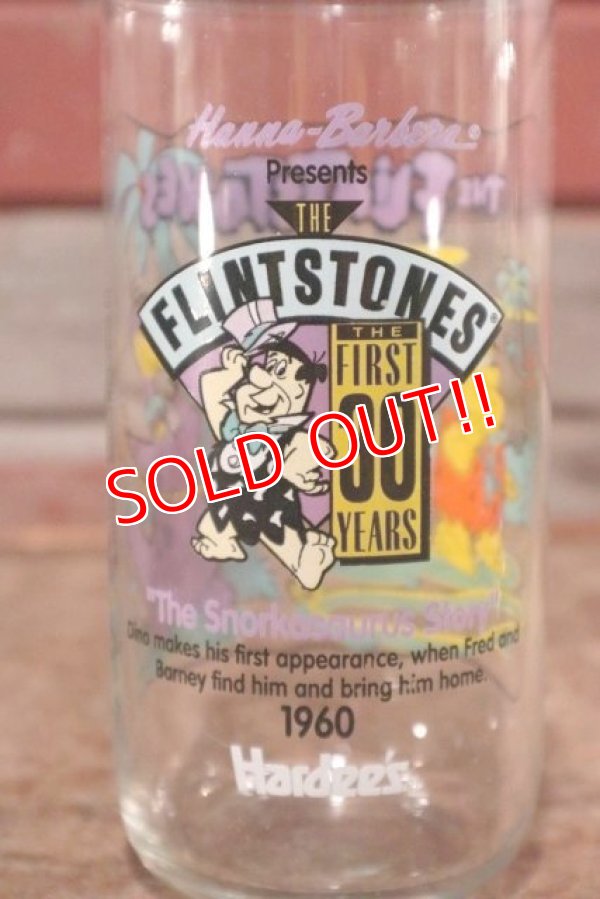 Hanna-Barbera®
Presents
THE
FLINTSTONES®
THE
FIRST
30
YEARS
SOLD OUT!!
"The Snorkasaurus Story"
Dino makes his first appearance, when Fred and
Barney find him and bring him home.
1960
Hardee's